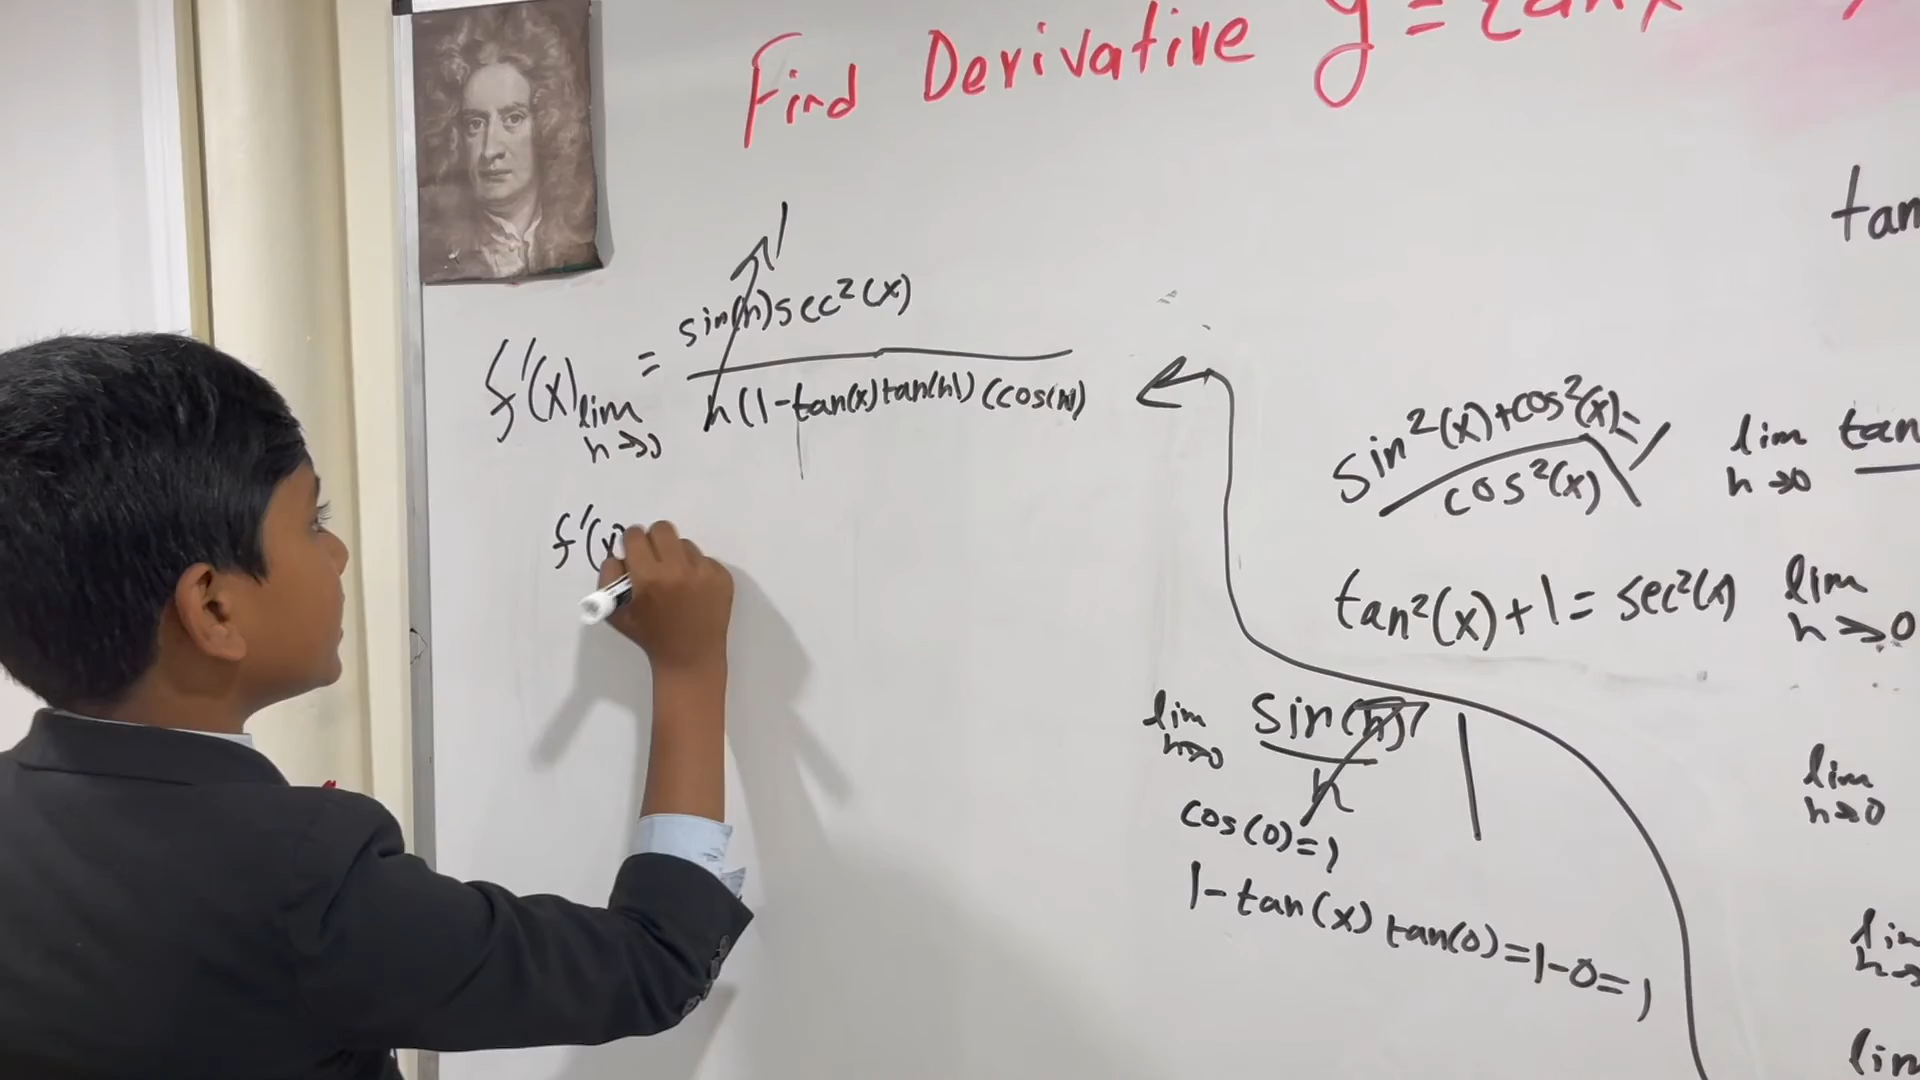 Find Derivative y = tanx
1
sin(h)sec²(x)
f'(x) lim =
h→0
h(1-tan(x)tan(h))(cos(h))
f'(x)
tan
sin²(x)+cos²(x)=1
cos²(x)
lim tan
h→0
tan²(x)+1=sec²(x)
lim
h→0
lim sin(h)
h→0 h
1
cos(0)=1
1-tan(x)tan(0)=1-0=1
lim
h→0
lim
h→
lim